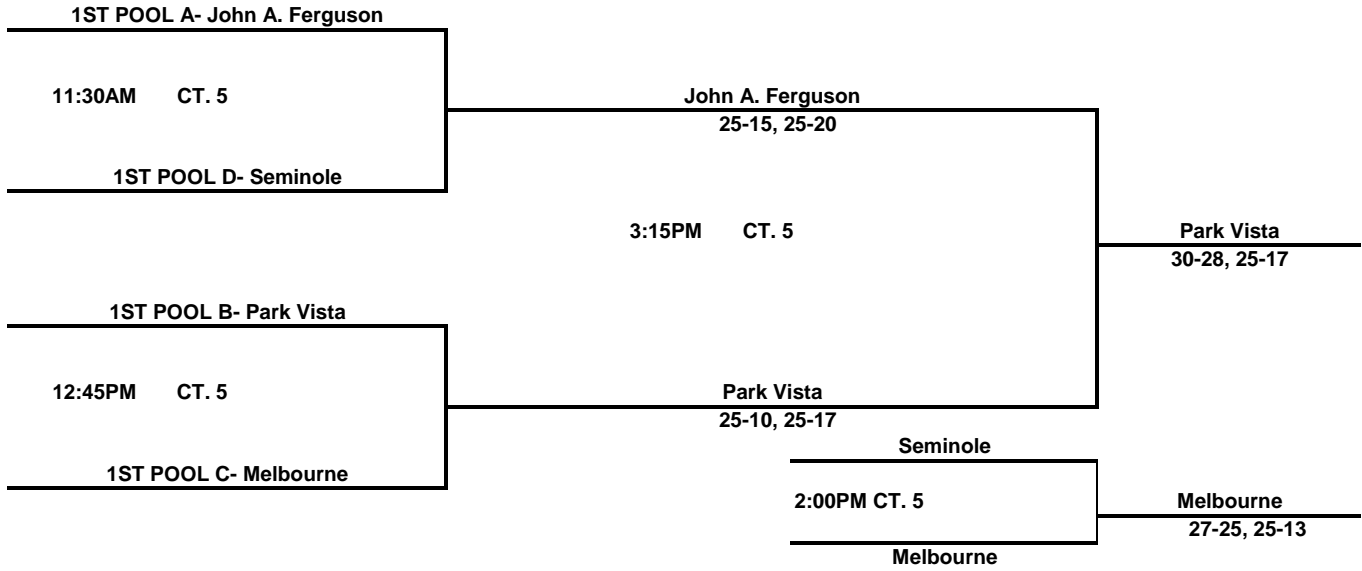 1ST POOL A- John A. Ferguson
11:30AM CT. 5
John A. Ferguson
25-15, 25-20
1ST POOL D- Seminole
3:15PM CT. 5
Park Vista
30-28, 25-17
1ST POOL B- Park Vista
12:45PM CT. 5
Park Vista
25-10, 25-17
Seminole
1ST POOL C- Melbourne
2:00PM CT. 5
Melbourne
27-25, 25-13
Melbourne